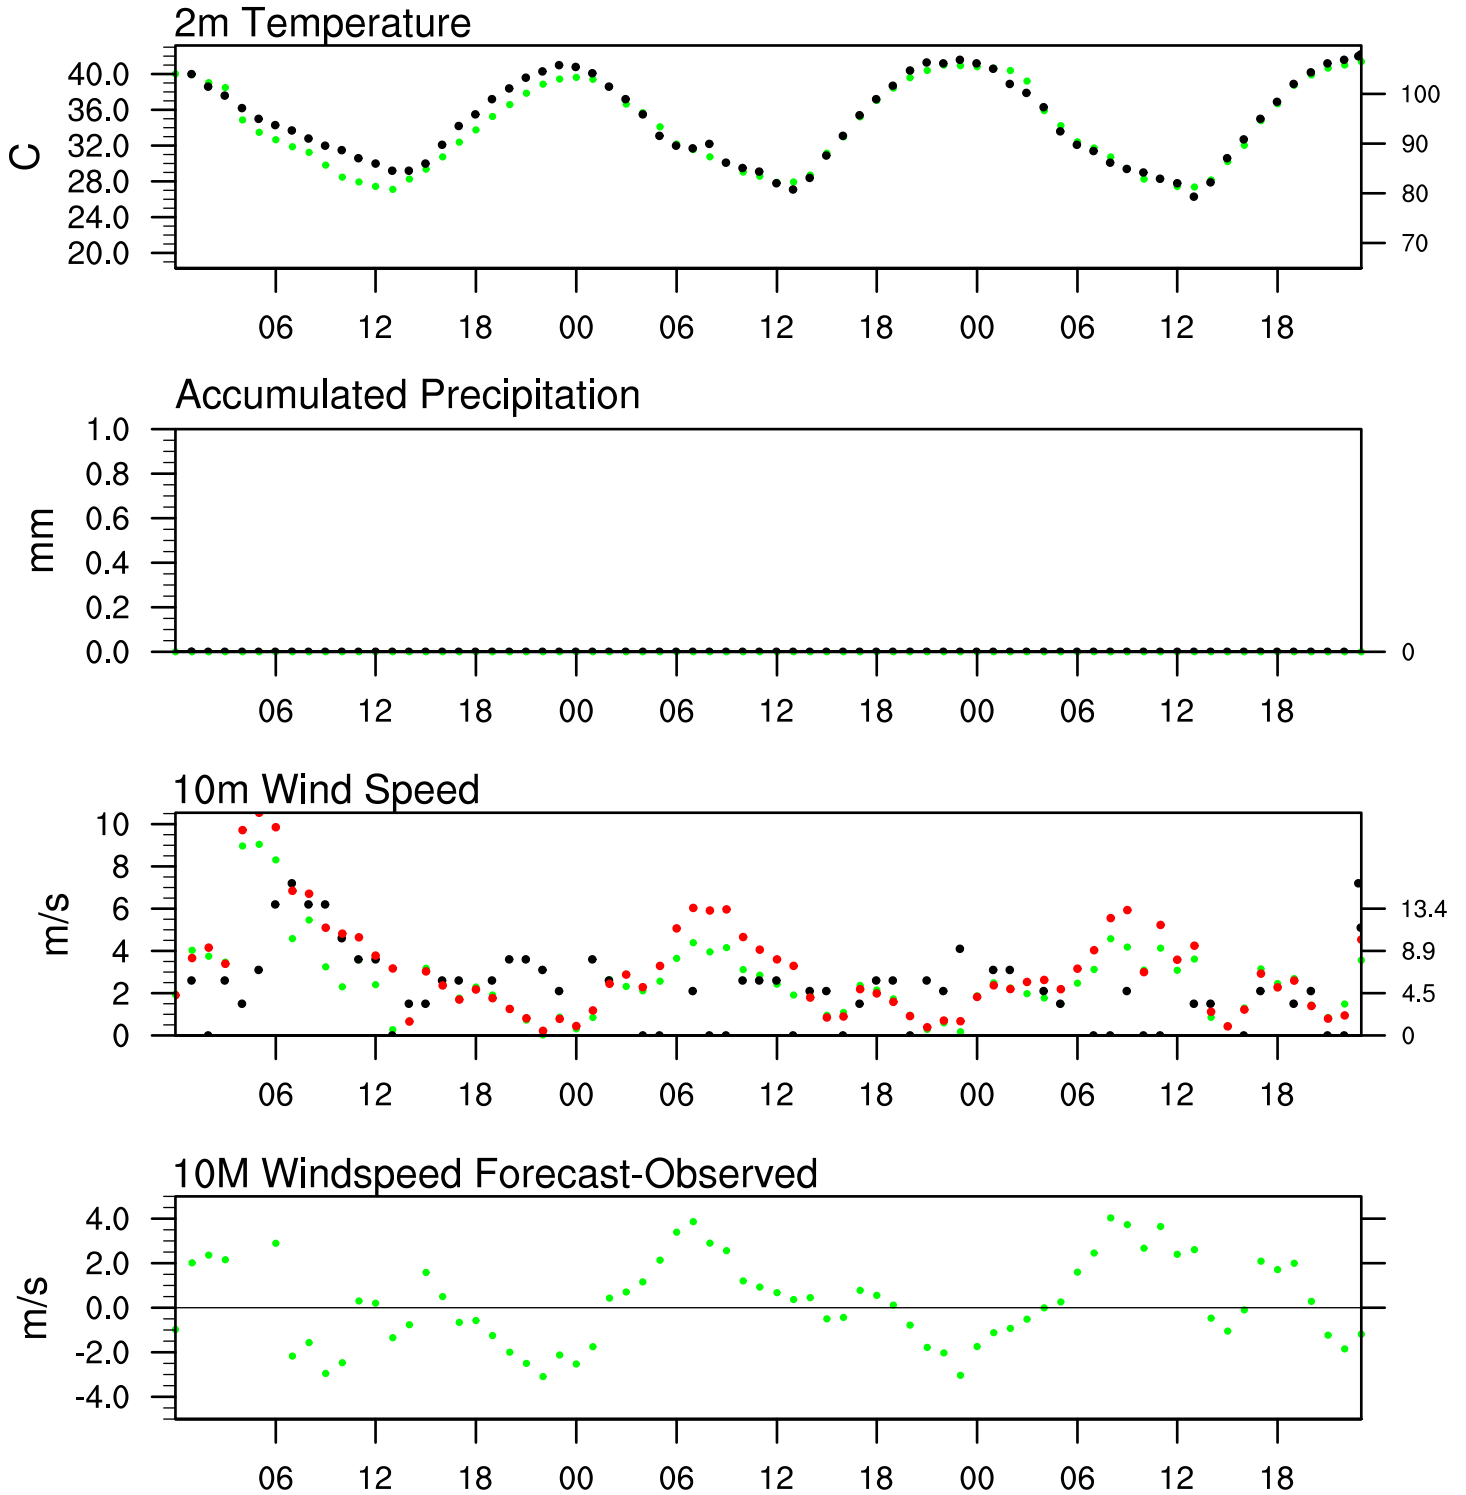 2m Temperature
40.0
36.0
32.0
28.0
24.0
20.0
C
100
90
80
70
06 12 18 00 06 12 18 00 06 12 18
Accumulated Precipitation
1.0
0.8
0.6
0.4
0.2
0.0
mm
0
06 12 18 00 06 12 18 00 06 12 18
10m Wind Speed
10
8
6
4
2
0
m/s
13.4
8.9
4.5
0
06 12 18 00 06 12 18 00 06 12 18
10M Windspeed Forecast-Observed
4.0
2.0
0.0
-2.0
-4.0
m/s
06 12 18 00 06 12 18 00 06 12 18